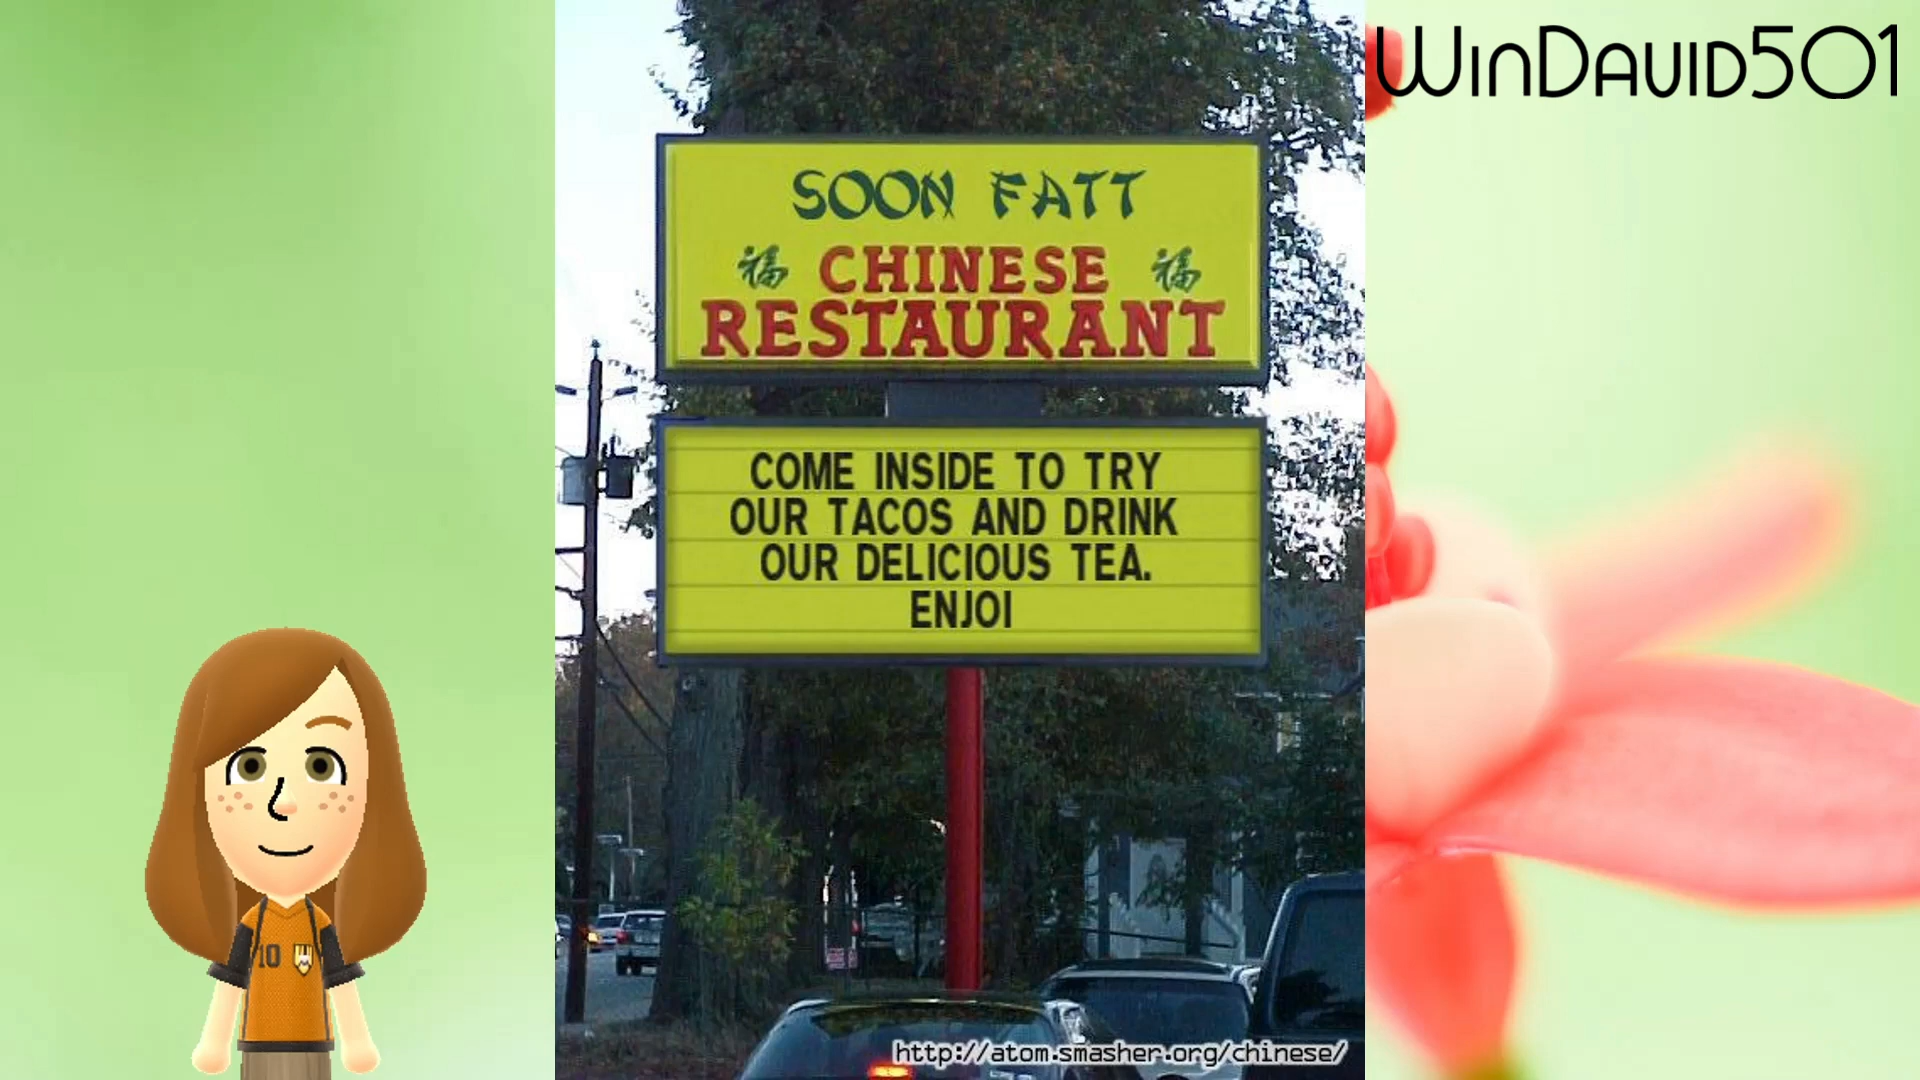 WinDavid501
SOON FATT
福 CHINESE 福
RESTAURANT
COME INSIDE TO TRY
OUR TACOS AND DRINK
OUR DELICIOUS TEA.
ENJOI
10
http://atom.smasher.org/chinese/